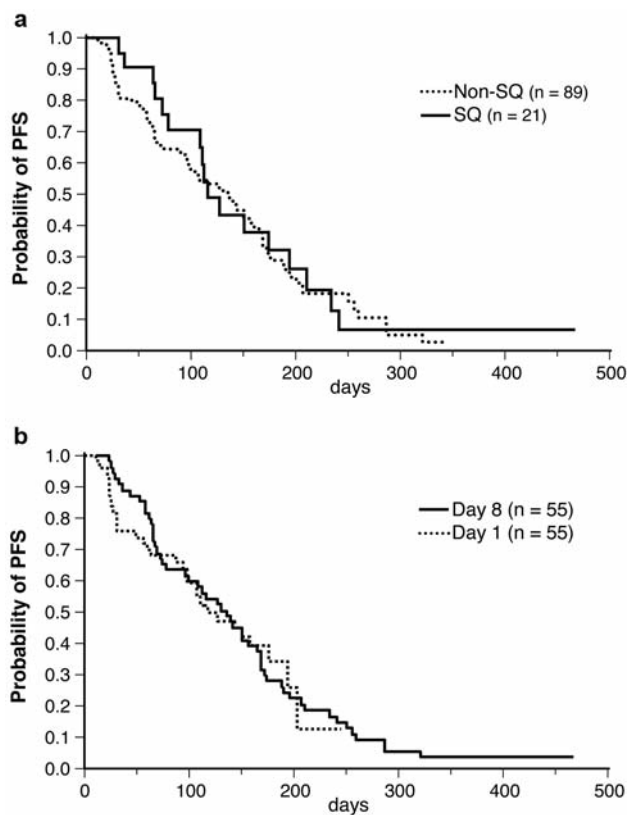 a
Probability of PFS
1.0
0.9
0.8
0.7
0.6
0.5
0.4
0.3
0.2
0.1
0.0
Non-SQ (n = 89)
SQ (n = 21)
0 100 200 300 400 500
days
b
Probability of PFS
1.0
0.9
0.8
0.7
0.6
0.5
0.4
0.3
0.2
0.1
0.0
Day 8 (n = 55)
Day 1 (n = 55)
0 100 200 300 400 500
days